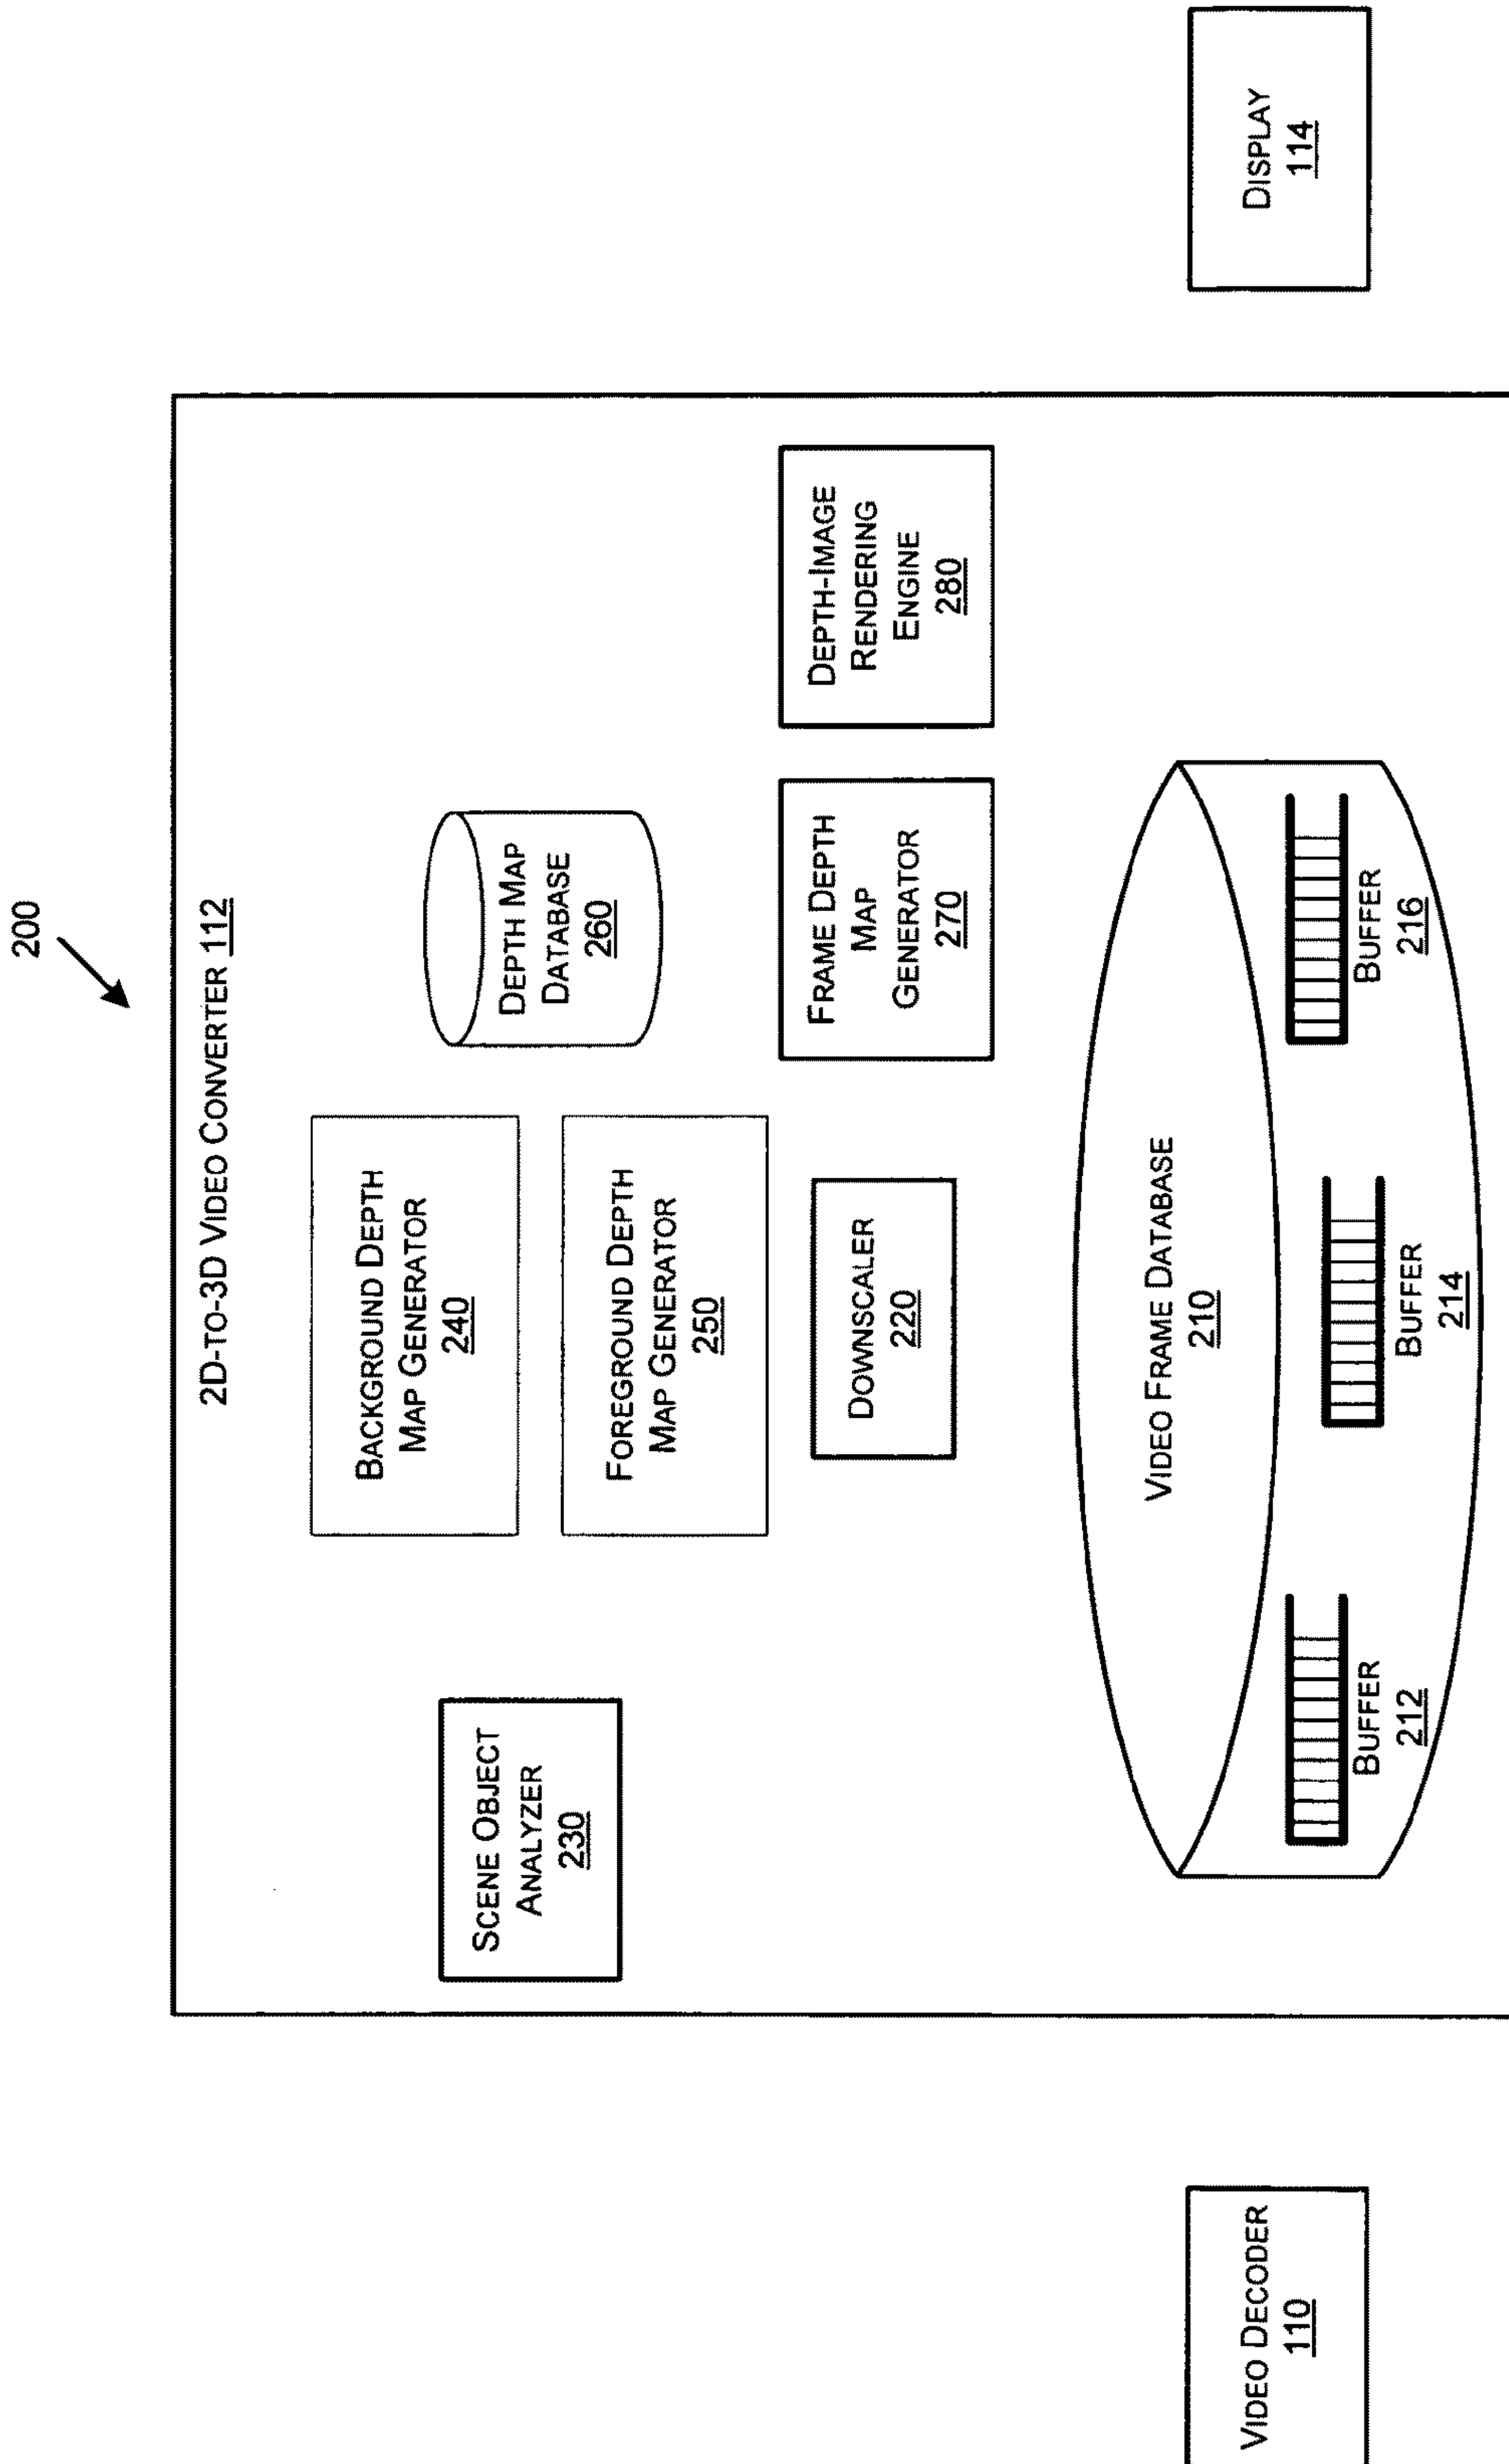 200
2D-TO-3D VIDEO CONVERTER 112
BACKGROUND DEPTH
MAP GENERATOR
240
SCENE OBJECT
ANALYZER
230
DEPTH MAP
DATABASE
260
FOREGROUND DEPTH
MAP GENERATOR
250
DOWNSCALER
220
FRAME DEPTH
MAP
GENERATOR
270
DEPTH-IMAGE
RENDERING
ENGINE
280
VIDEO FRAME DATABASE
210
VIDEO DECODER
110
BUFFER
212
BUFFER
214
BUFFER
216
DISPLAY
114